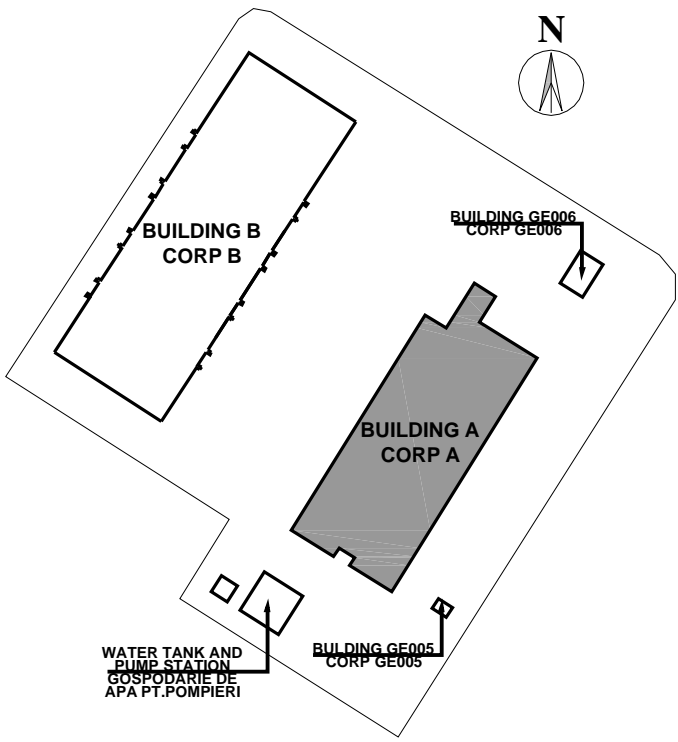 N
BUILDING GE006
CORP GE006
BUILDING B
CORP B
BUILDING A
CORP A
BULDING GE005
CORP GE005
WATER TANK AND
PUMP STATION
GOSPODARIE DE
APA PT.POMPIERI